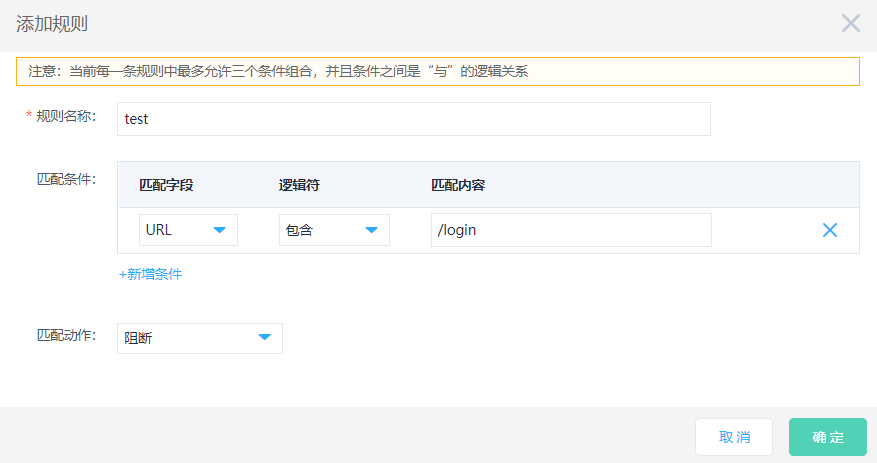 添加规则
注意：当前每一条规则中最多允许三个条件组合，并且条件之间是“与”的逻辑关系
* 规则名称： test
匹配条件： 匹配字段 逻辑符 匹配内容
URL 包含 /login
+新增条件
匹配动作： 阻断
取消 确定